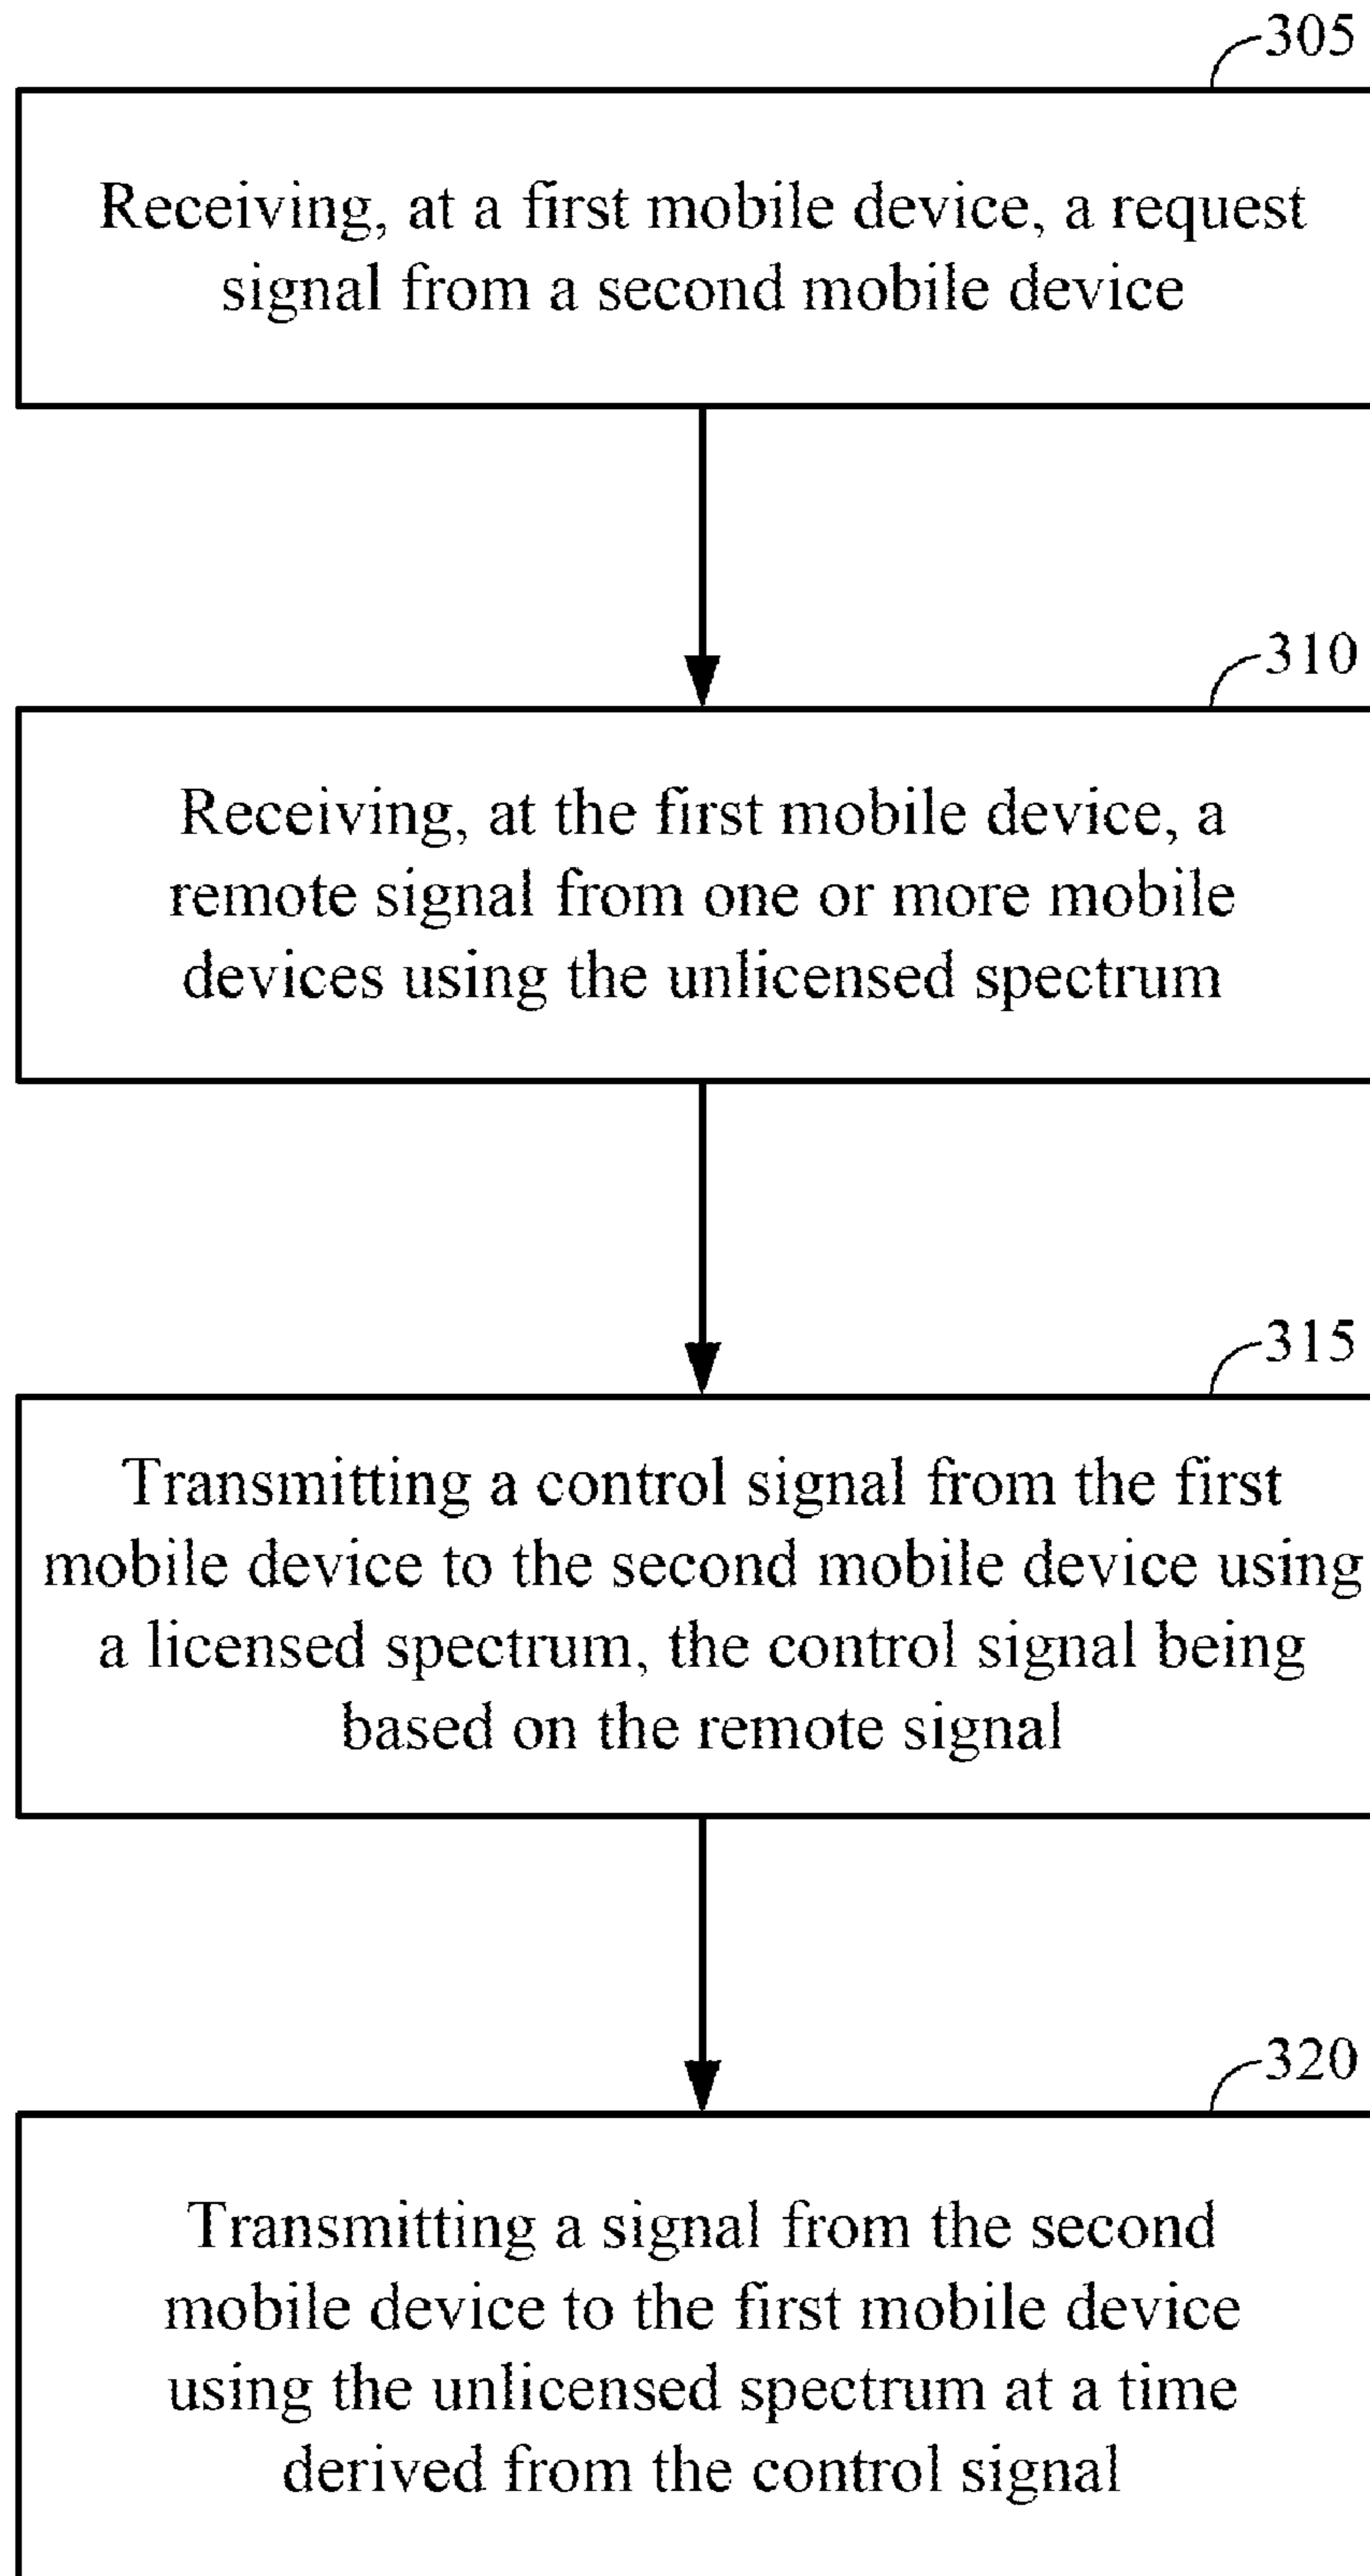 305
Receiving, at a first mobile device, a request
signal from a second mobile device
310
Receiving, at the first mobile device, a
remote signal from one or more mobile
devices using the unlicensed spectrum
315
Transmitting a control signal from the first
mobile device to the second mobile device using
a licensed spectrum, the control signal being
based on the remote signal
320
Transmitting a signal from the second
mobile device to the first mobile device
using the unlicensed spectrum at a time
derived from the control signal